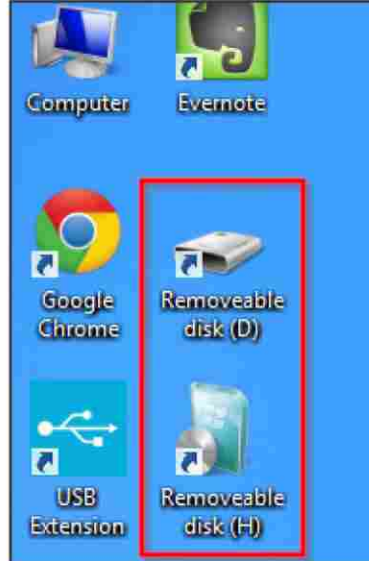 Computer
Evernote
Google
Chrome
Removeable
disk (D)
USB
Extension
Removeable
disk (H)